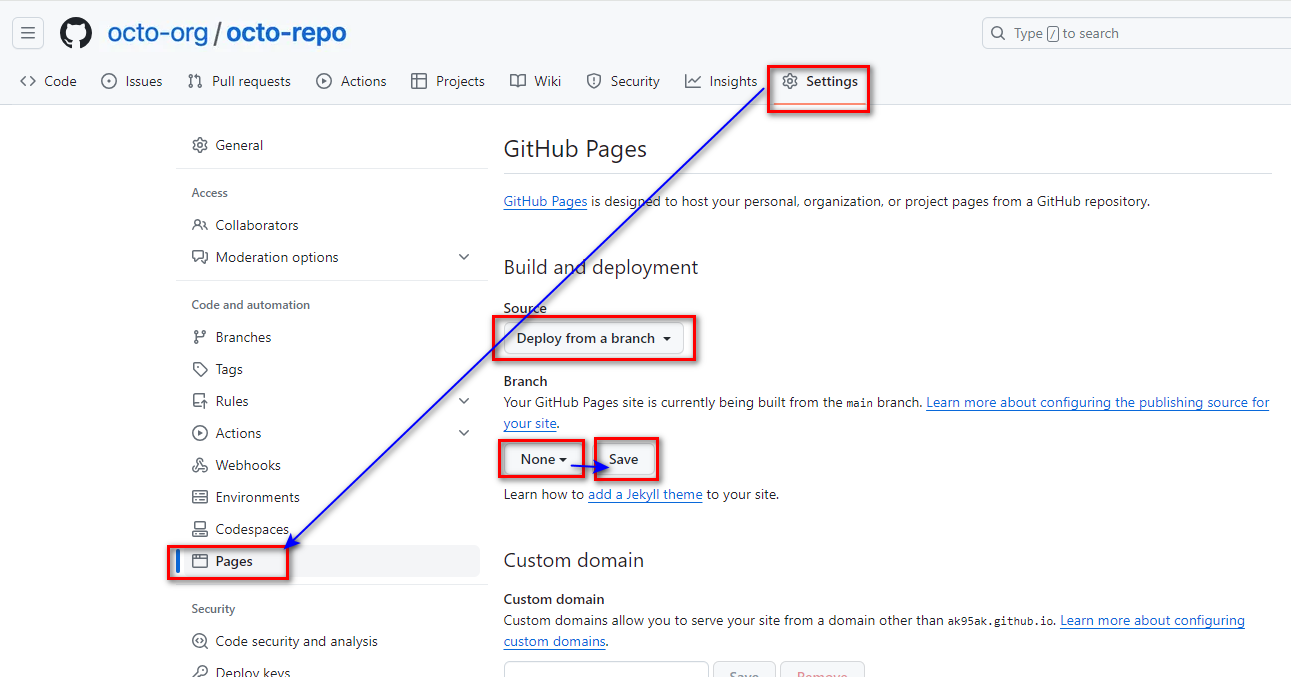 octo-org / octo-repo
Type / to search
Code Issues Pull requests Actions Projects Wiki Security Insights Settings
General
Access
Collaborators
Moderation options
Code and automation
Branches
Tags
Rules
Actions
Webhooks
Environments
Codespaces
Pages
Security
Code security and analysis
Deploy keys
GitHub Pages
GitHub Pages is designed to host your personal, organization, or project pages from a GitHub repository.
Build and deployment
Source
Deploy from a branch
Branch
Your GitHub Pages site is currently being built from the main branch. Learn more about configuring the publishing source for
your site.
None Save
Learn how to add a Jekyll theme to your site.
Custom domain
Custom domain
Custom domains allow you to serve your site from a domain other than ak95ak.github.io. Learn more about configuring
custom domains.
Save Remove